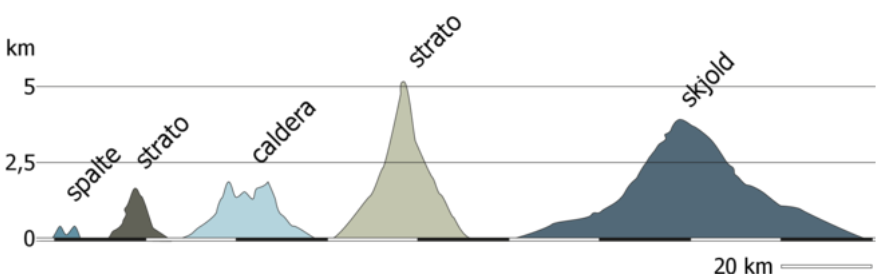 km
5
2,5
0
spalte
strato
caldera
strato
skjold
20 km